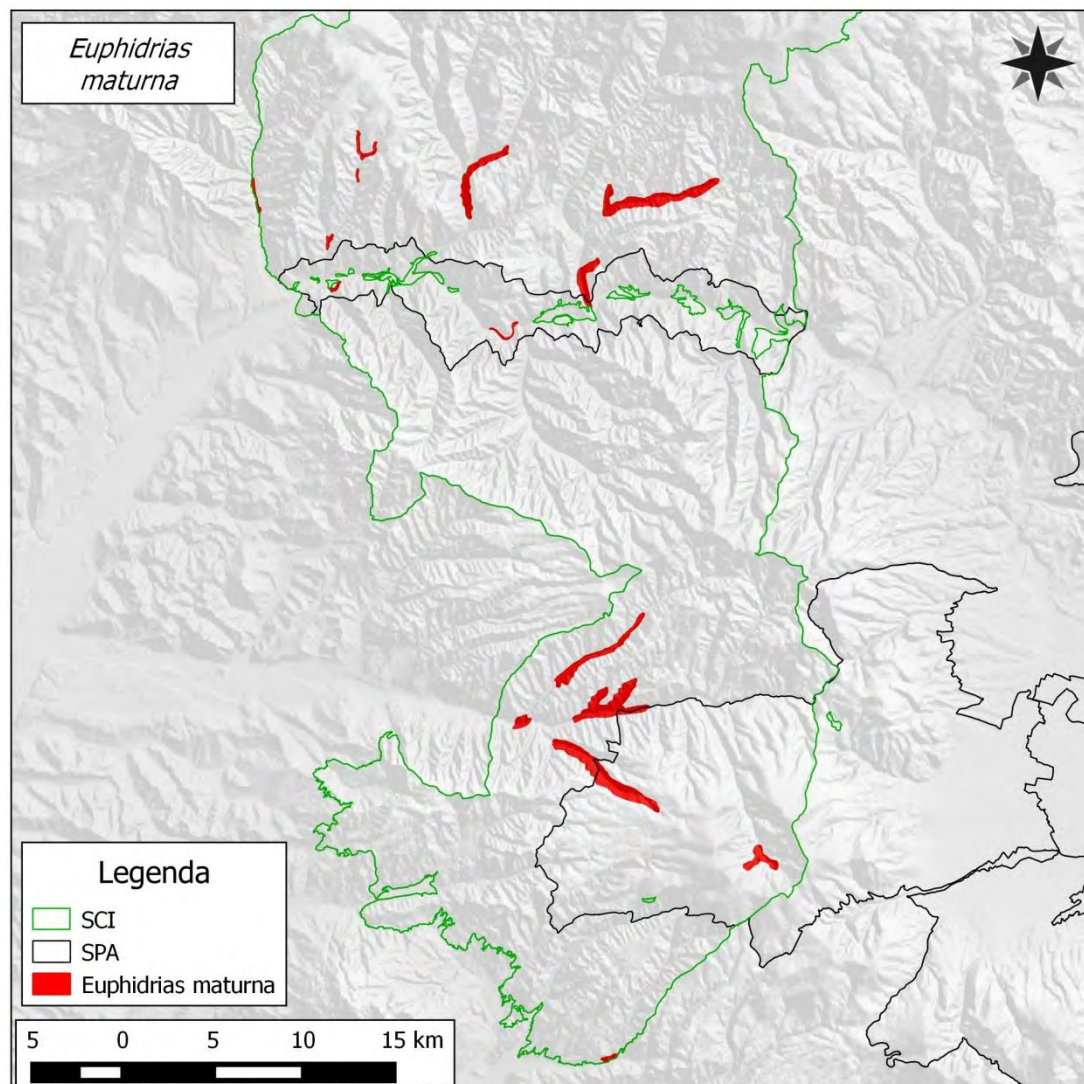 Euphidrias
maturna
Legenda
SCI
SPA
Euphidrias maturna
5 0 5 10 15 km